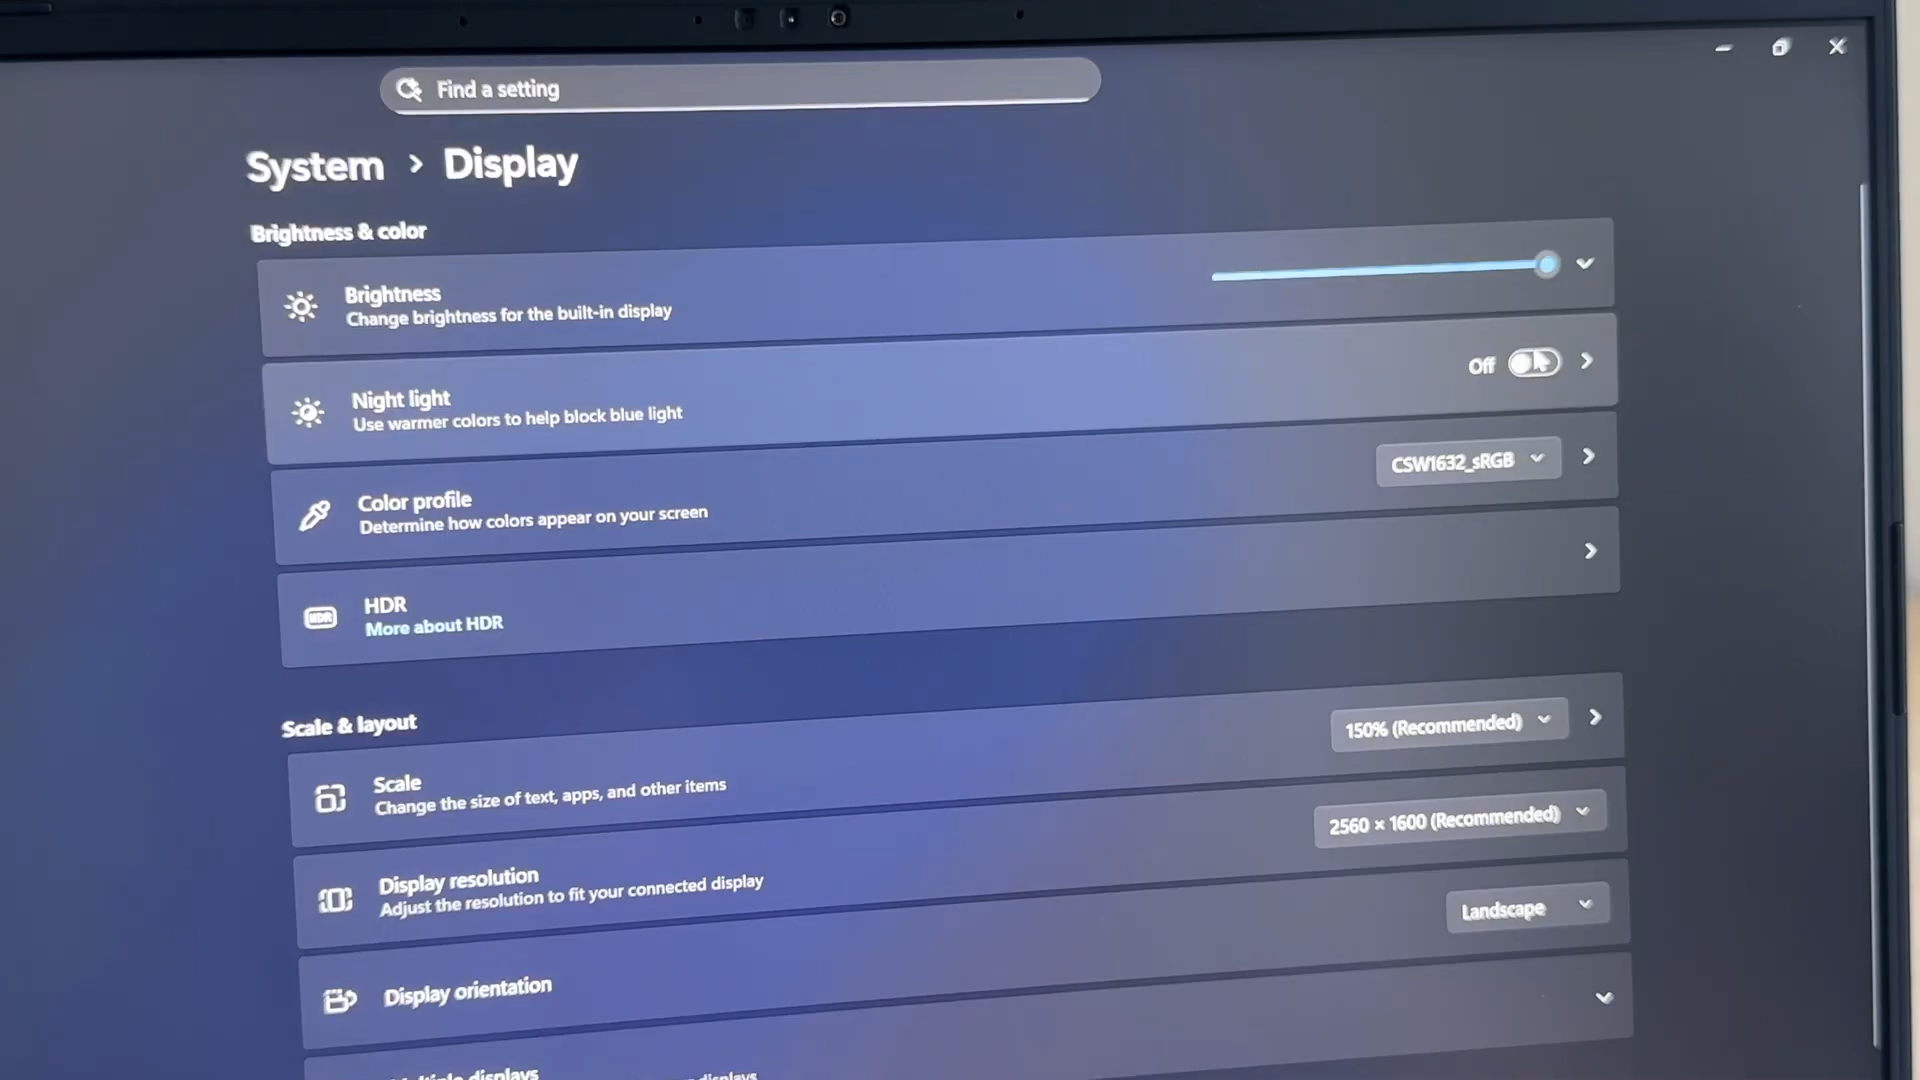 Find a setting
System > Display
Brightness & color
Brightness
Change brightness for the built-in display
Night light
Use warmer colors to help block blue light
Off
Color profile
Determine how colors appear on your screen
CSW1632_sRGB
HDR
HDR
More about HDR
Scale & layout
Scale
Change the size of text, apps, and other items
150% (Recommended)
Display resolution
Adjust the resolution to fit your connected display
2560 × 1600 (Recommended)
Display orientation
Landscape
displays
displays